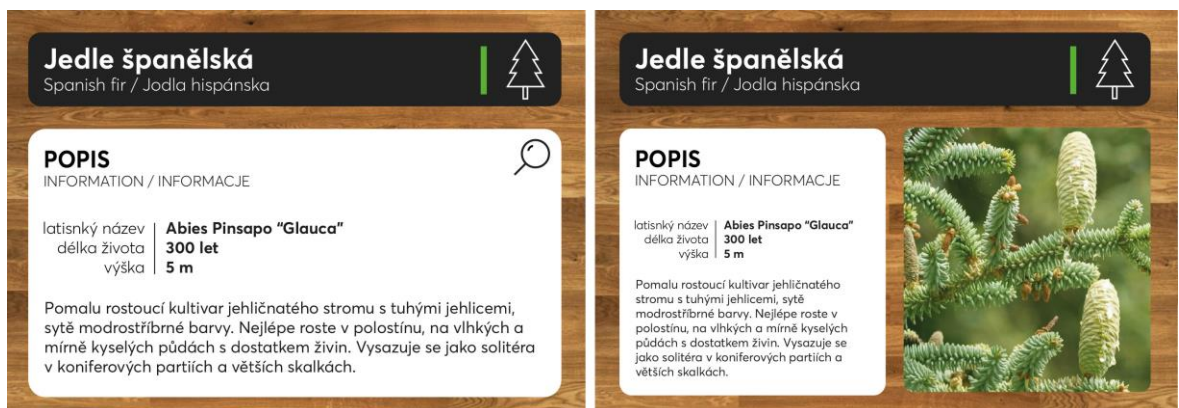 Jedle španělská
Spanish fir / Jodla hispánska
POPIS
INFORMATION / INFORMACJE
latisnký název | Abies Pinsapo "Glauca"
délka života | 300 let
výška | 5 m
Pomalu rostoucí kultivar jehličnatého stromu s tuhými jehlicemi,
sytě modrostříbrné barvy. Nejlépe roste v polostínu, na vlhkých a
mírně kyselých půdách s dostatkem živin. Vysazuje se jako solitéra
v koniferových partiích a větších skalkách.
Jedle španělská
Spanish fir / Jodla hispánska
POPIS
INFORMATION / INFORMACJE
latisnký název | Abies Pinsapo "Glauca"
délka života | 300 let
výška | 5 m
Pomalu rostoucí kultivar jehličnatého
stromu s tuhými jehlicemi, sytě
modrostříbrné barvy. Nejlépe roste v
polostínu, na vlhkých a mírně kyselých
půdách s dostatkem živin. Vysazuje se
jako solitéra v koniferových partiích a
větších skalkách.